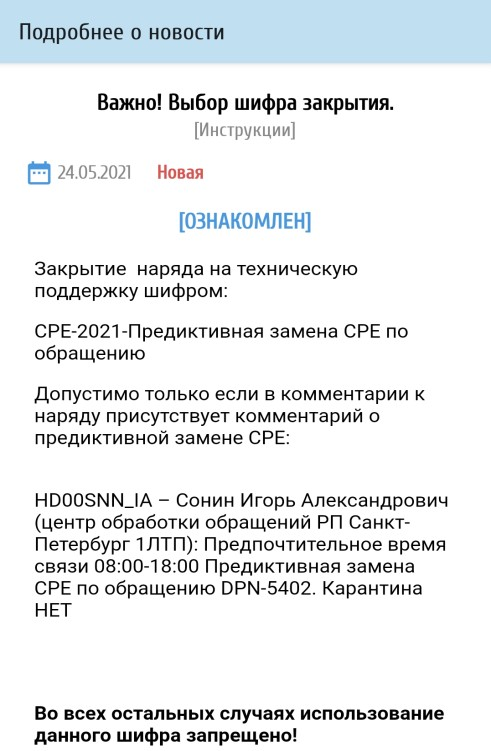 Подробнее о новости
Важно! Выбор шифра закрытия.
[Инструкции]
24.05.2021 Новая
[ОЗНАКОМЛЕН]
Закрытие наряда на техническую
поддержку шифром:
CPE-2021-Предиктивная замена CPE по
обращению
Допустимо только если в комментарии к
наряду присутствует комментарий о
предиктивной замене CPE:
HD00SNN_IA – Сонин Игорь Александрович
(центр обработки обращений РП Санкт-
Петербург 1ЛТП): Предпочтительное время
связи 08:00-18:00 Предиктивная замена
CPE по обращению DPN-5402. Карантина
НЕТ
Во всех остальных случаях использование
данного шифра запрещено!